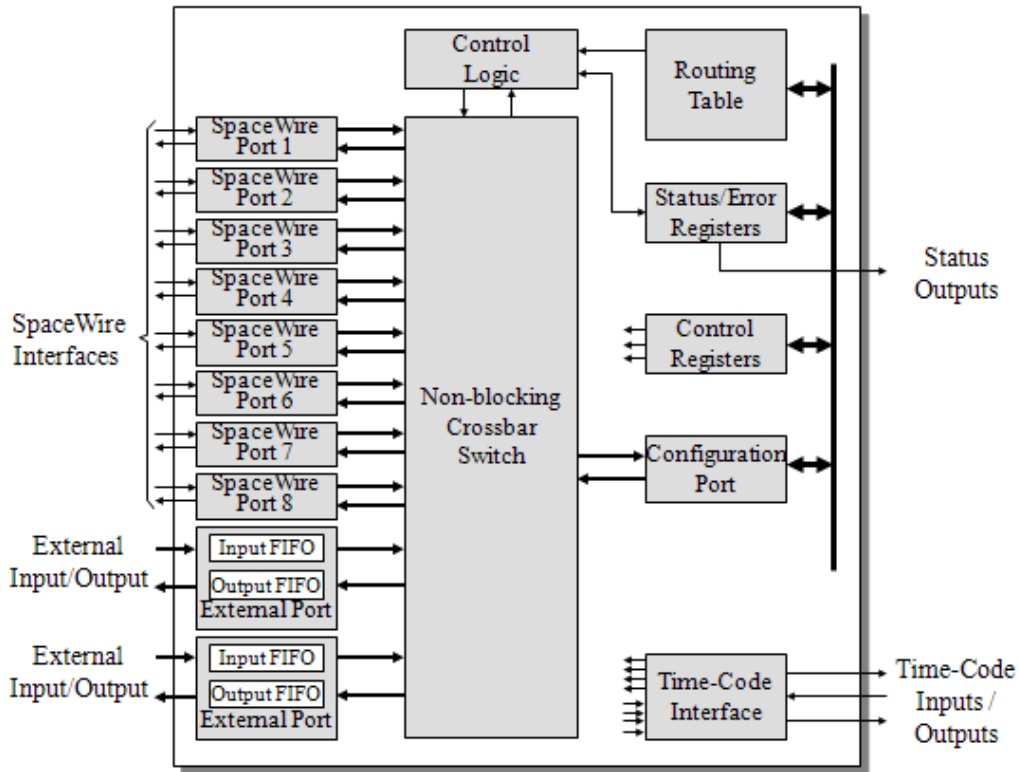 Control
Logic
Routing
Table
SpaceWire
Port 1
SpaceWire
Port 2
SpaceWire
Port 3
SpaceWire
Port 4
SpaceWire
Port 5
SpaceWire
Port 6
SpaceWire
Port 7
SpaceWire
Port 8
SpaceWire
Interfaces
Non-blocking
Crossbar
Switch
Status/Error
Registers
Status
Outputs
Control
Registers
Configuration
Port
External
Input/Output
Input FIFO
Output FIFO
External Port
External
Input/Output
Input FIFO
Output FIFO
External Port
Time-Code
Interface
Time-Code
Inputs /
Outputs